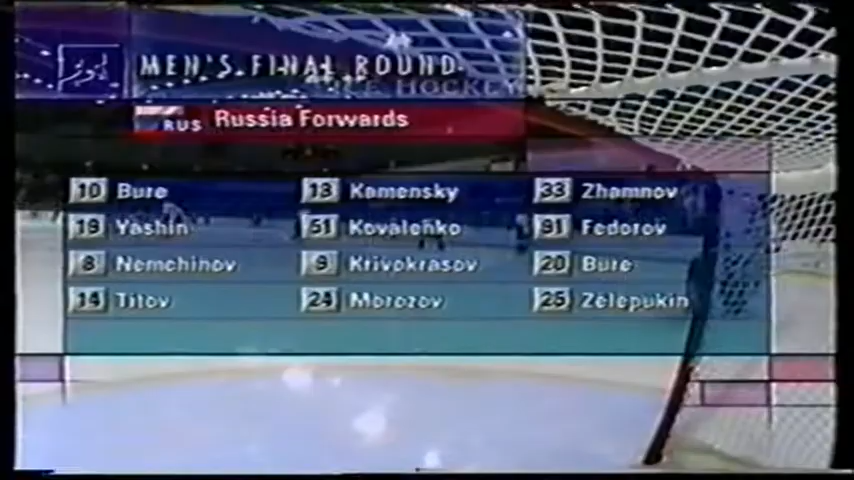 MEN'S FINAL ROUND
ICE HOCKEY
RUS Russia Forwards
10 Bure 13 Kamensky 33 Zhamnov
19 Yashin 51 Kovalenko 91 Fedorov
8 Nemchinov 9 Krivokrasov 20 Bure
14 Titov 24 Morozov 25 Zelepukin